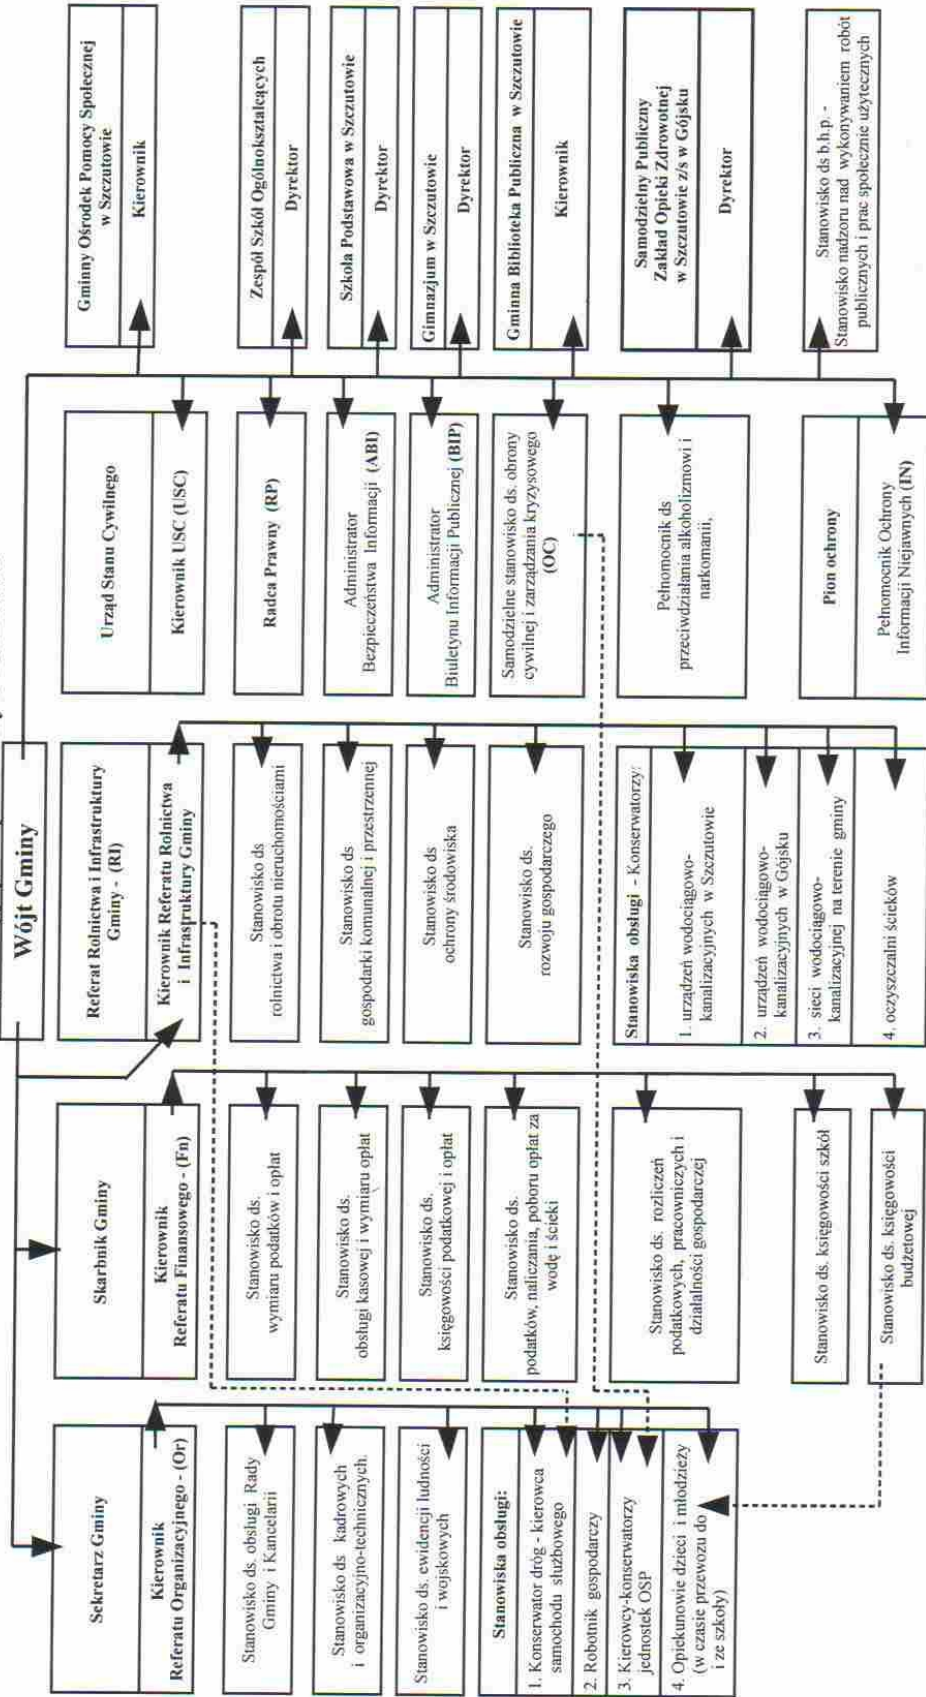 Wójt Gminy
Sekretarz Gminy
Kierownik
Referatu Organizacyjnego - (Or)
Stanowisko ds. obsługi Rady
Gminy i Kancelarii
Stanowisko ds kadrowych
i organizacyjno-technicznych.
Stanowisko ds. ewidencji ludności
i wojskowych
Stanowiska obsługi:
1. Konserwator dróg - kierowca
samochodu służbowego
2. Robotnik gospodarczy
3. Kierowcy-konserwatorzy
jednostek OSP
4. Opiekunowie dzieci i młodzieży
(w czasie przewozu do
i ze szkoły)
Skarbnik Gminy
Kierownik
Referatu Finansowego - (Fn)
Stanowisko ds.
wymiaru podatków i opłat
Stanowisko ds.
obsługi kasowej i wymiaru opłat
Stanowisko ds.
księgowości podatkowej i opłat
Stanowisko ds.
podatków, naliczania, poboru opłat za
wodę i ścieki
Stanowisko ds. rozliczeń
podatkowych, pracowniczych i
działalności gospodarczej
Stanowisko ds. księgowości szkół
Stanowisko ds. księgowości
budżetowej
Referat Rolnictwa i Infrastruktury
Gminy - (RI)
Kierownik Referatu Rolnictwa
i Infrastruktury Gminy
Stanowisko ds
rolnictwa i obrotu nieruchomościami
Stanowisko ds
gospodarki komunalnej i przestrzennej
Stanowisko ds
ochrony środowiska
Stanowisko ds.
rozwoju gospodarczego
Stanowiska obsługi - Konserwatorzy:
1. urządzeń wodociągowo-
kanalizacyjnych w Szczutowie
2. urządzeń wodociągowo-
kanalizacyjnych w Gójsku
3. sieci wodociągowo-
kanalizacyjnej na terenie gminy
4. oczyszczalni ścieków
Urząd Stanu Cywilnego
Kierownik USC (USC)
Radca Prawny (RP)
Administrator
Bezpieczeństwa Informacji (ABI)
Administrator
Biuletynu Informacji Publicznej (BIP)
Samodzielne stanowisko ds. obrony
cywilnej i zarządzania kryzysowego
(OC)
Pełnomocnik ds
przeciwdziałania alkoholizmowi i
narkomanii,
Pion ochrony
Pełnomocnik Ochrony
Informacji Niejawnych (IN)
Gminny Ośrodek Pomocy Społecznej
w Szczutowie
Kierownik
Zespół Szkół Ogólnokształcących
Dyrektor
Szkoła Podstawowa w Szczutowie
Dyrektor
Gimnazjum w Szczutowie
Dyrektor
Gminna Biblioteka Publiczna w Szczutowie
Kierownik
Samodzielny Publiczny
Zakład Opieki Zdrowotnej
w Szczutowie z/s w Gójsku
Dyrektor
Stanowisko ds b.h.p. -
Stanowisko nadzoru nad wykonywaniem robót
publicznych i prac społecznie użytecznych